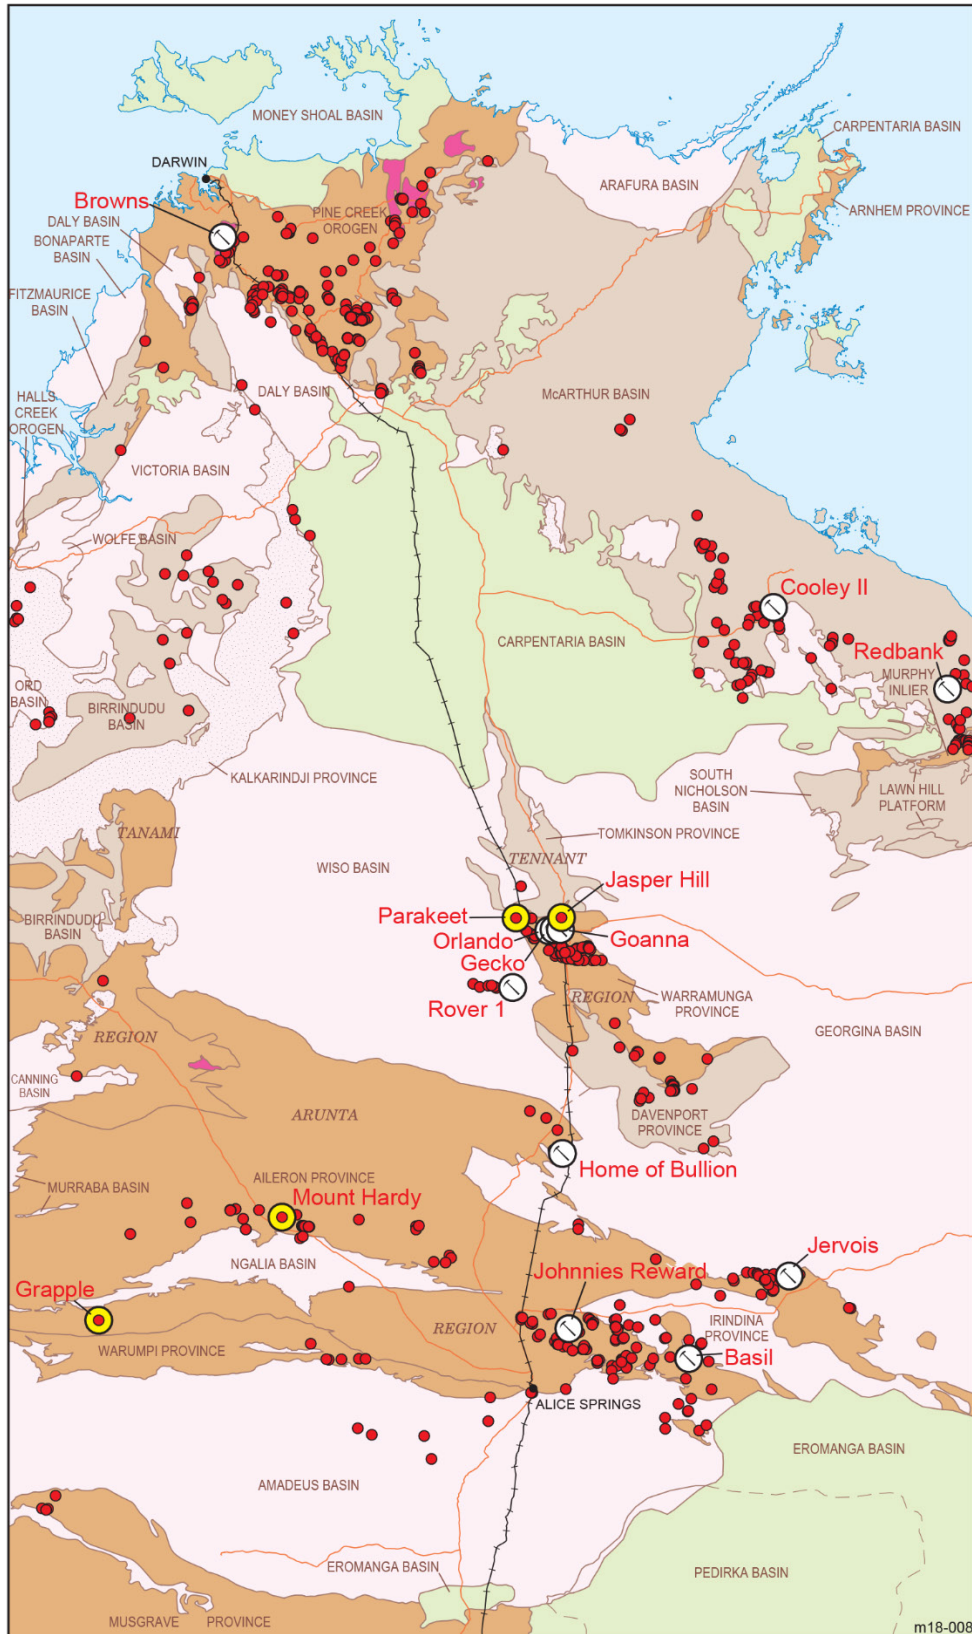 MONEY SHOAL BASIN
CARPENTARIA BASIN
DARWIN
ARAFURA BASIN
Browns
PINE CREEK
OROGEN
ARNHEM PROVINCE
DALY BASIN
BONAPARTE
BASIN
FITZMAURICE
BASIN
DALY BASIN
McARTHUR BASIN
HALLS
CREEK
OROGEN
VICTORIA BASIN
WOLFE BASIN
Cooley II
CARPENTARIA BASIN
Redbank
MURPHY
INLIER
ORD
BASIN
BIRRINDUDU
BASIN
KALKARINDJI PROVINCE
SOUTH
NICHOLSON
BASIN
LAWN HILL
PLATFORM
TANAMI
TOMKINSON PROVINCE
WISO BASIN
TENNANT
Jasper Hill
Parakeet
BIRRINDUDU
BASIN
Orlando
Goanna
Gecko
Rover 1
REGION
WARRAMUNGA
PROVINCE
REGION
GEORGINA BASIN
CANNING
BASIN
ARUNTA
DAVENPORT
PROVINCE
Home of Bullion
AILERON PROVINCE
MURRABA BASIN
Mount Hardy
Jervois
NGALIA BASIN
Johnnies Reward
Grapple
REGION
IRINDINA
PROVINCE
WARUMPI PROVINCE
Basil
ALICE SPRINGS
EROMANGA BASIN
AMADEUS BASIN
EROMANGA BASIN
PEDIRKA BASIN
MUSGRAVE PROVINCE
m18-008